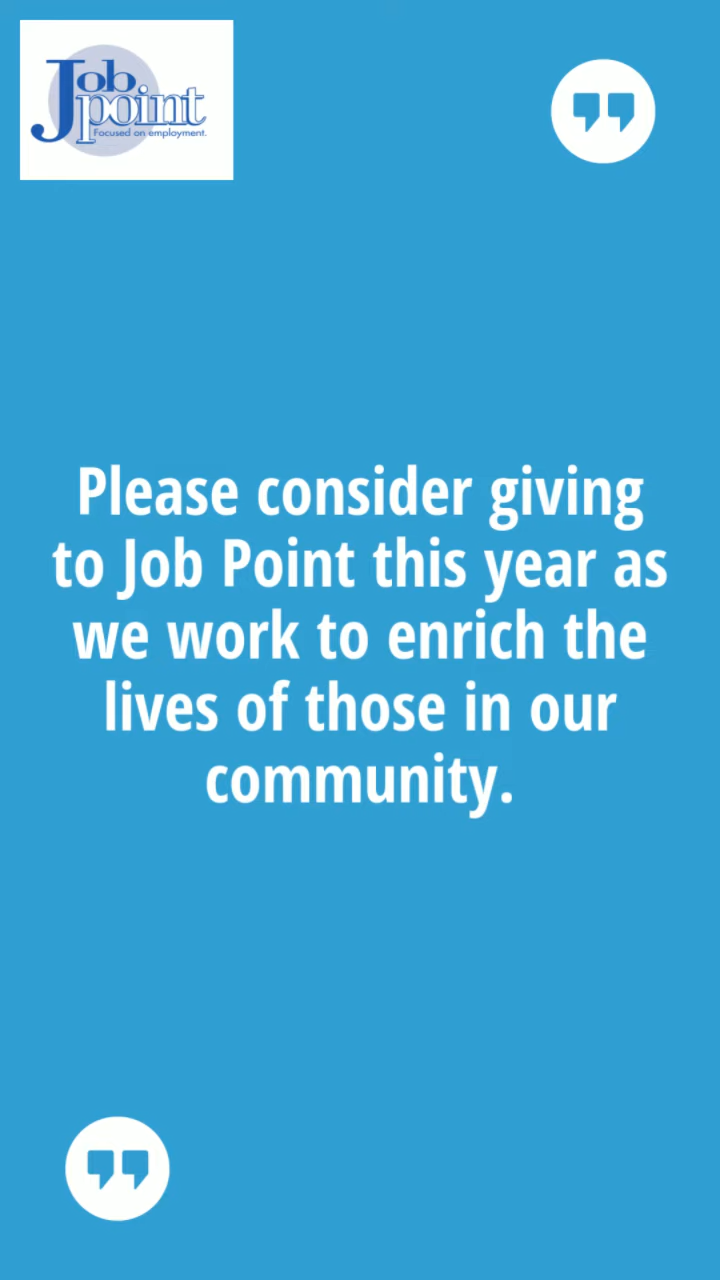 Job
point
Focused on employment.
Please consider giving
to Job Point this year as
we work to enrich the
lives of those in our
community.